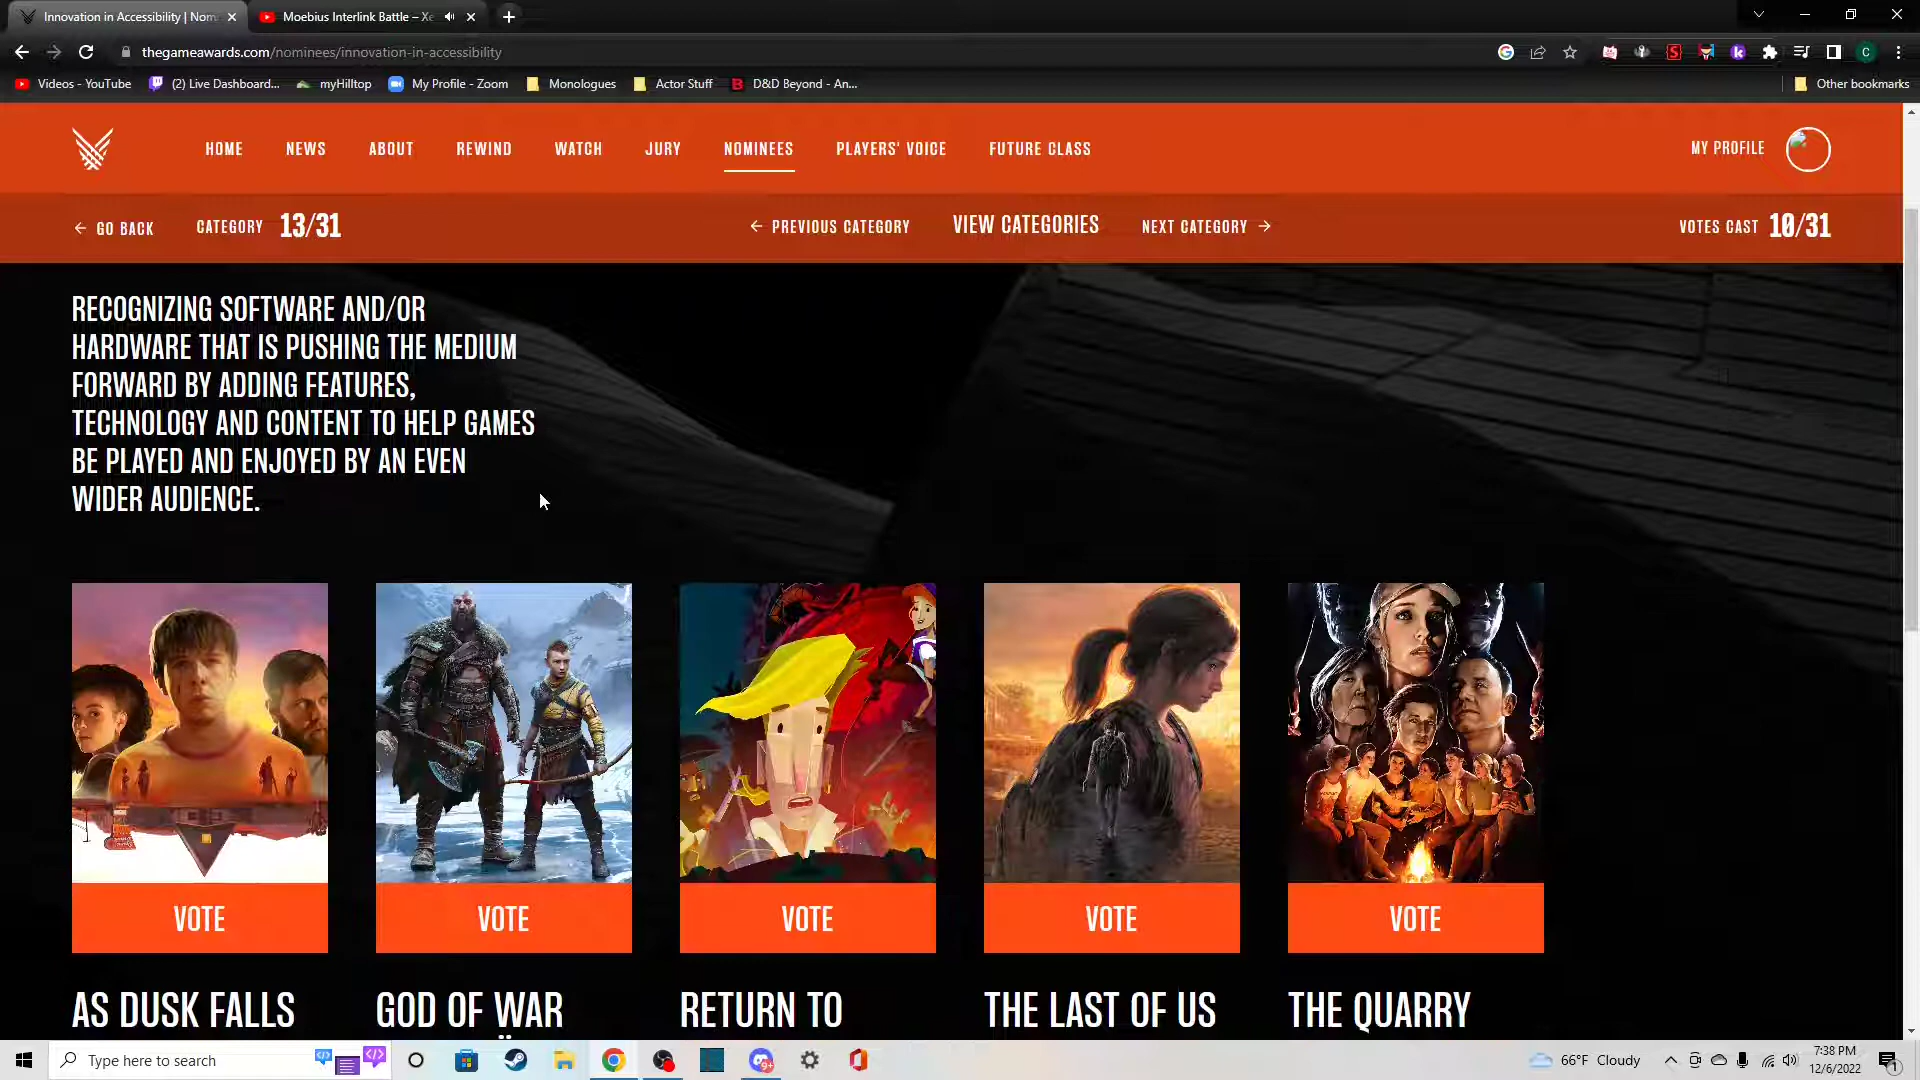 Innovation in Accessibility | Nom
Moebius Interlink Battle – Xe
thegameawards.com/nominees/innovation-in-accessibility
Videos - YouTube
(2) Live Dashboard...
myHilltop
My Profile - Zoom
Monologues
Actor Stuff
D&D Beyond - An...
Other bookmarks
HOME
NEWS
ABOUT
REWIND
WATCH
JURY
NOMINEES
PLAYERS' VOICE
FUTURE CLASS
MY PROFILE
← GO BACK
CATEGORY 13/31
← PREVIOUS CATEGORY
VIEW CATEGORIES
NEXT CATEGORY →
VOTES CAST 10/31
RECOGNIZING SOFTWARE AND/OR
HARDWARE THAT IS PUSHING THE MEDIUM
FORWARD BY ADDING FEATURES,
TECHNOLOGY AND CONTENT TO HELP GAMES
BE PLAYED AND ENJOYED BY AN EVEN
WIDER AUDIENCE.
VOTE
VOTE
VOTE
VOTE
VOTE
AS DUSK FALLS
GOD OF WAR
RETURN TO
THE LAST OF US
THE QUARRY
Type here to search
66°F Cloudy
7:38 PM
12/6/2022